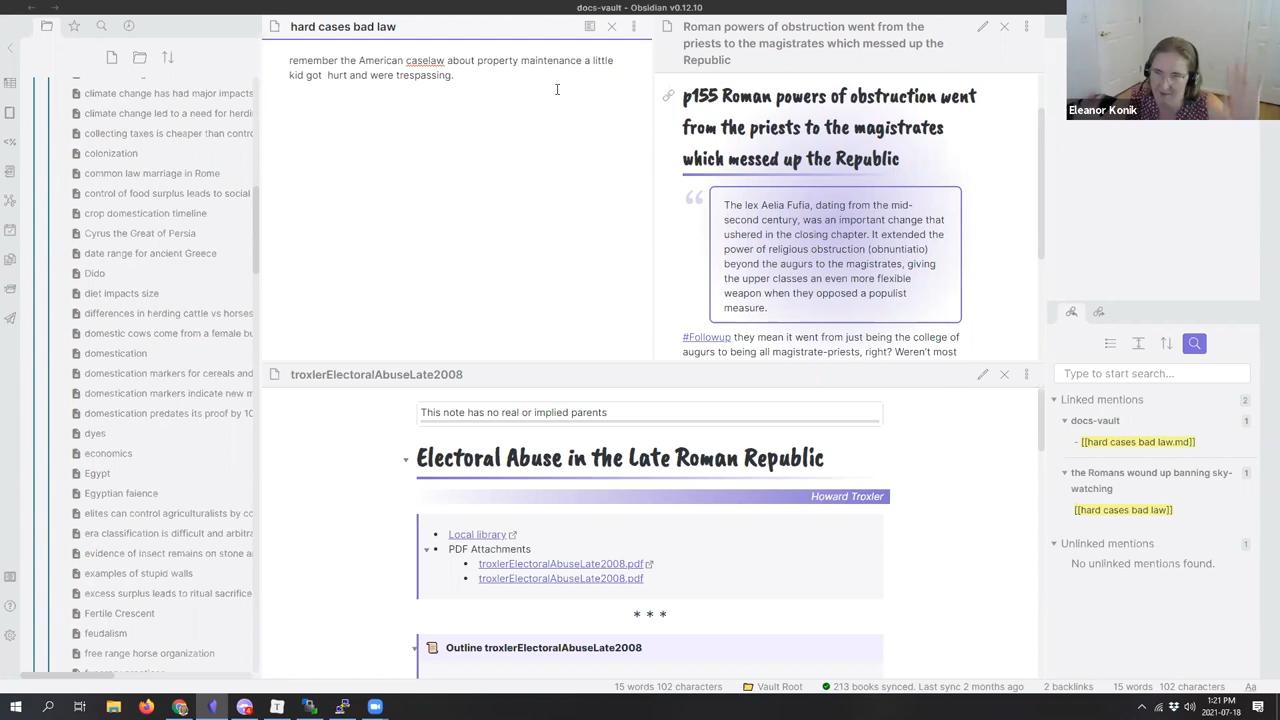 docs-vault - Obsidian v0.12.10
hard cases bad law
remember the American caselaw about property maintenance a little
kid got hurt and were trespassing.
Roman powers of obstruction went from the
priests to the magistrates which messed up the
Republic
p155 Roman powers of obstruction went
from the priests to the magistrates
which messed up the Republic
The lex Aelia Fufia, dating from the mid-
second century, was an important change that
ushered in the closing chapter. It extended the
power of religious obstruction (obnuntiatio)
beyond the augurs to the magistrates, giving
the upper classes an even more flexible
weapon when they opposed a populist
measure.
#Followup they mean it went from just being the college of
augurs to being all magistrate-priests, right? Weren't most
Eleanor Konik
climate change has had major impacts
climate change led to a need for herdin
collecting taxes is cheaper than contro
colonization
common law marriage in Rome
control of food surplus leads to social
crop domestication timeline
Cyrus the Great of Persia
date range for ancient Greece
Dido
diet impacts size
differences in herding cattle vs horses
domestic cows come from a female bu
domestication
domestication markers for cereals and
domestication markers indicate new m
domestication predates its proof by 10
dyes
economics
Egypt
Egyptian faience
elites can control agriculturalists by co
era classification is difficult and arbitra
evidence of insect remains on stone a
examples of stupid walls
excess surplus leads to ritual sacrifice
Fertile Crescent
feudalism
free range horse organization
troxlerElectoralAbuseLate2008
This note has no real or implied parents
Electoral Abuse in the Late Roman Republic
Howard Troxler
• Local library
• PDF Attachments
• troxlerElectoralAbuseLate2008.pdf
• troxlerElectoralAbuseLate2008.pdf
* * *
Outline troxlerElectoralAbuseLate2008
Type to start search...
Linked mentions 2
docs-vault 1
- [[hard cases bad law.md]]
the Romans wound up banning sky-
watching 1
[[hard cases bad law]]
Unlinked mentions 1
No unlinked mentions found.
15 words 102 characters
Vault Root
213 books synced. Last sync 2 months ago
2 backlinks
15 words 102 characters
Aa
1:21 PM
2021-07-18